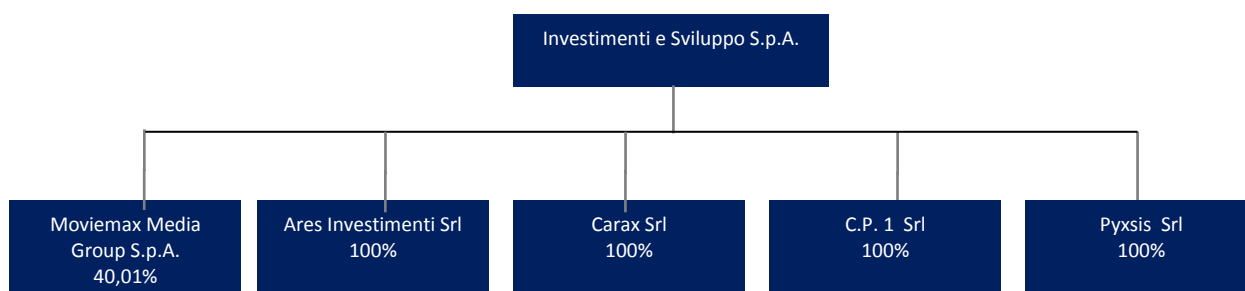 Investimenti e Sviluppo S.p.A.
Moviemax Media
Group S.p.A.
40,01%
Ares Investimenti Srl
100%
Carax Srl
100%
C.P. 1 Srl
100%
Pyxsis Srl
100%